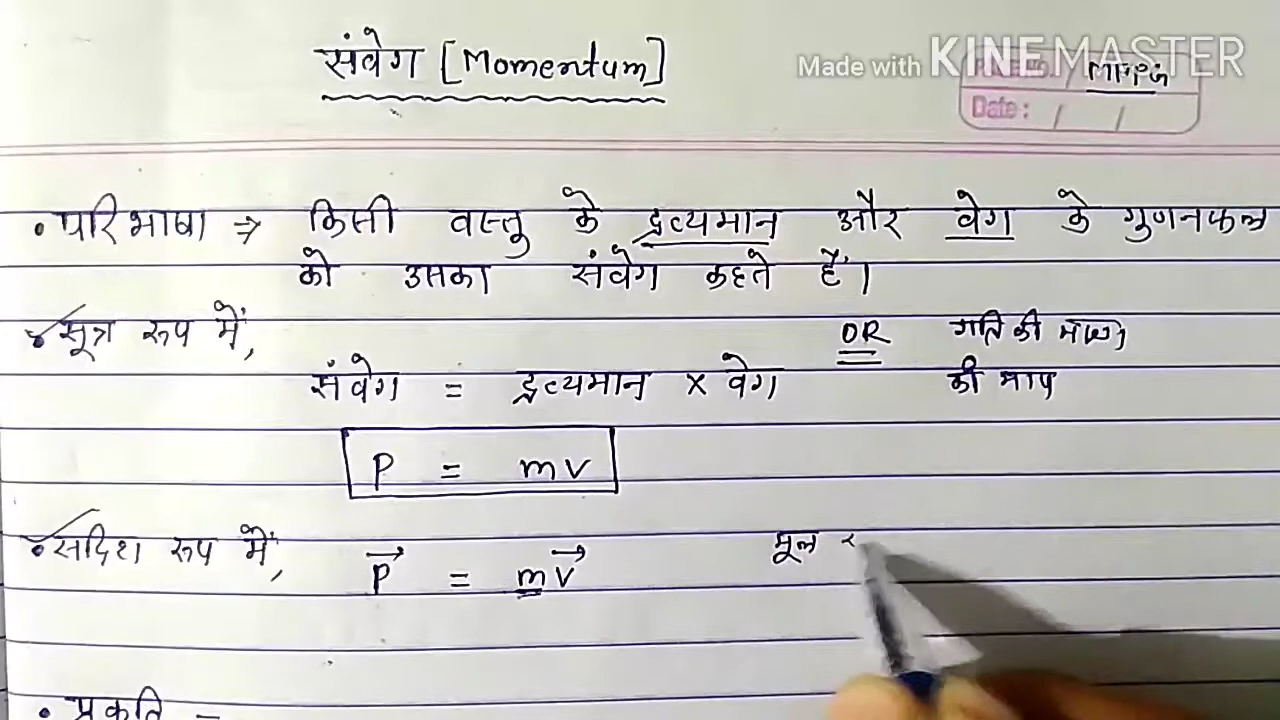 संवेग [Momentum]
Made with KINEMASTER
MFPG
Date: / /
• परिभाषा ⇒ किसी वस्तु के द्रव्यमान और वेग के गुणनफल
को उसका संवेग कहते हैं।
सूत्र रूप में,
OR गति की
की माप
संवेग = द्रव्यमान x वेग
P = mv
• सदिश रूप में,
P⃗ = mv⃗
मूल
• प्रकृति –